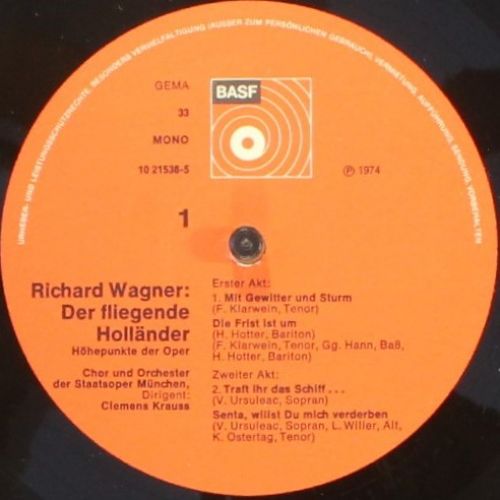 URHEBER- UND LEISTUNGSSCHUTZRECHTE, BESONDERS VERVIELFÄLTIGUNG (AUSSER ZUM PERSÖNLICHEN GEBRAUCH), VERMIETUNG, AUFFÜHRUNG, SENDUNG, VORBEHALTEN
GEMA
BASF
33
MONO
10 21538-5
Ⓟ 1974
1
Richard Wagner:
Der fliegende
Holländer
Höhepunkte der Oper
Chor und Orchester
der Staatsoper München,
Dirigent:
Clemens Krauss
Erster Akt:
1. Mit Gewitter und Sturm
(F. Klarwein, Tenor)
Die Frist ist um
(H. Hotter, Bariton)
(F. Klarwein, Tenor, Gg. Hann, Baß,
H. Hotter, Bariton)
Zweiter Akt:
2. Traft Ihr das Schiff . . .
(V. Ursuleac, Sopran)
Senta, willst Du mich verderben
(V. Ursuleac, Sopran, L. Willer, Alt,
K. Ostertag, Tenor)